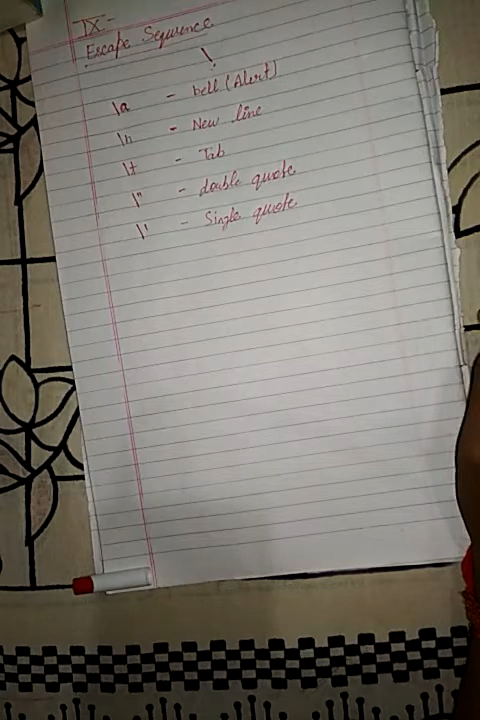 IX-
Escape Sequence
\
\a - bell (Alert)
\n - New line
\t - Tab
\" - double quote
\' - Single quote